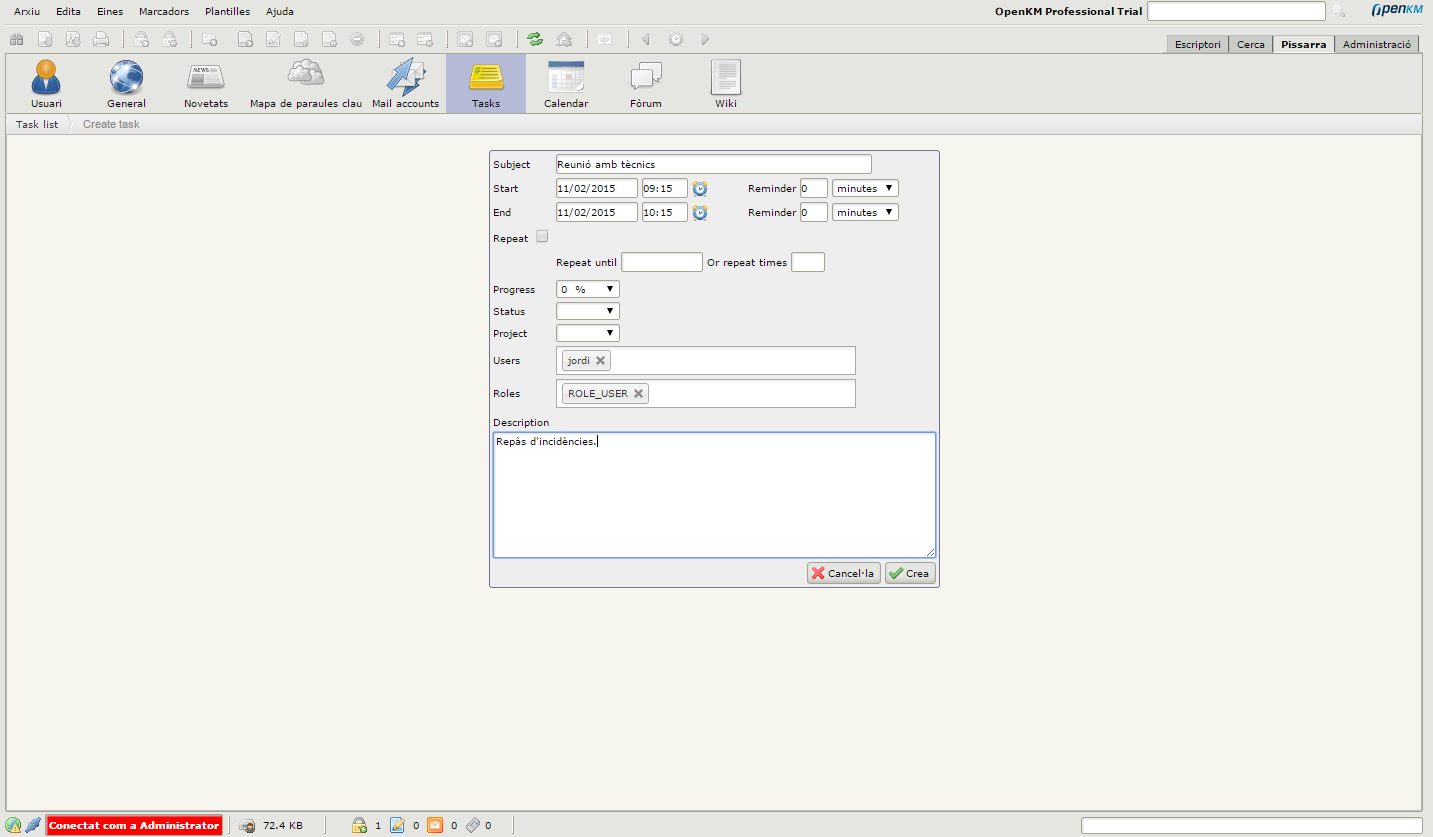 Arxiu Edita Eines Marcadors Plantilles Ajuda OpenKM Professional Trial OpenKM
Escriptori Cerca Pissarra Administració
NEWS
Usuari General Novetats Mapa de paraules clau Mail accounts Tasks Calendar Fòrum Wiki
Task list Create task
Subject Reunió amb tècnics
Start 11/02/2015 09:15 Reminder 0 minutes
End 11/02/2015 10:15 Reminder 0 minutes
Repeat
Repeat until Or repeat times
Progress 0 %
Status
Project
Users jordi
Roles ROLE_USER
Description
Repàs d'incidències.
Cancel·la Crea
Conectat com a Administrator 72.4 KB 1 0 0 0